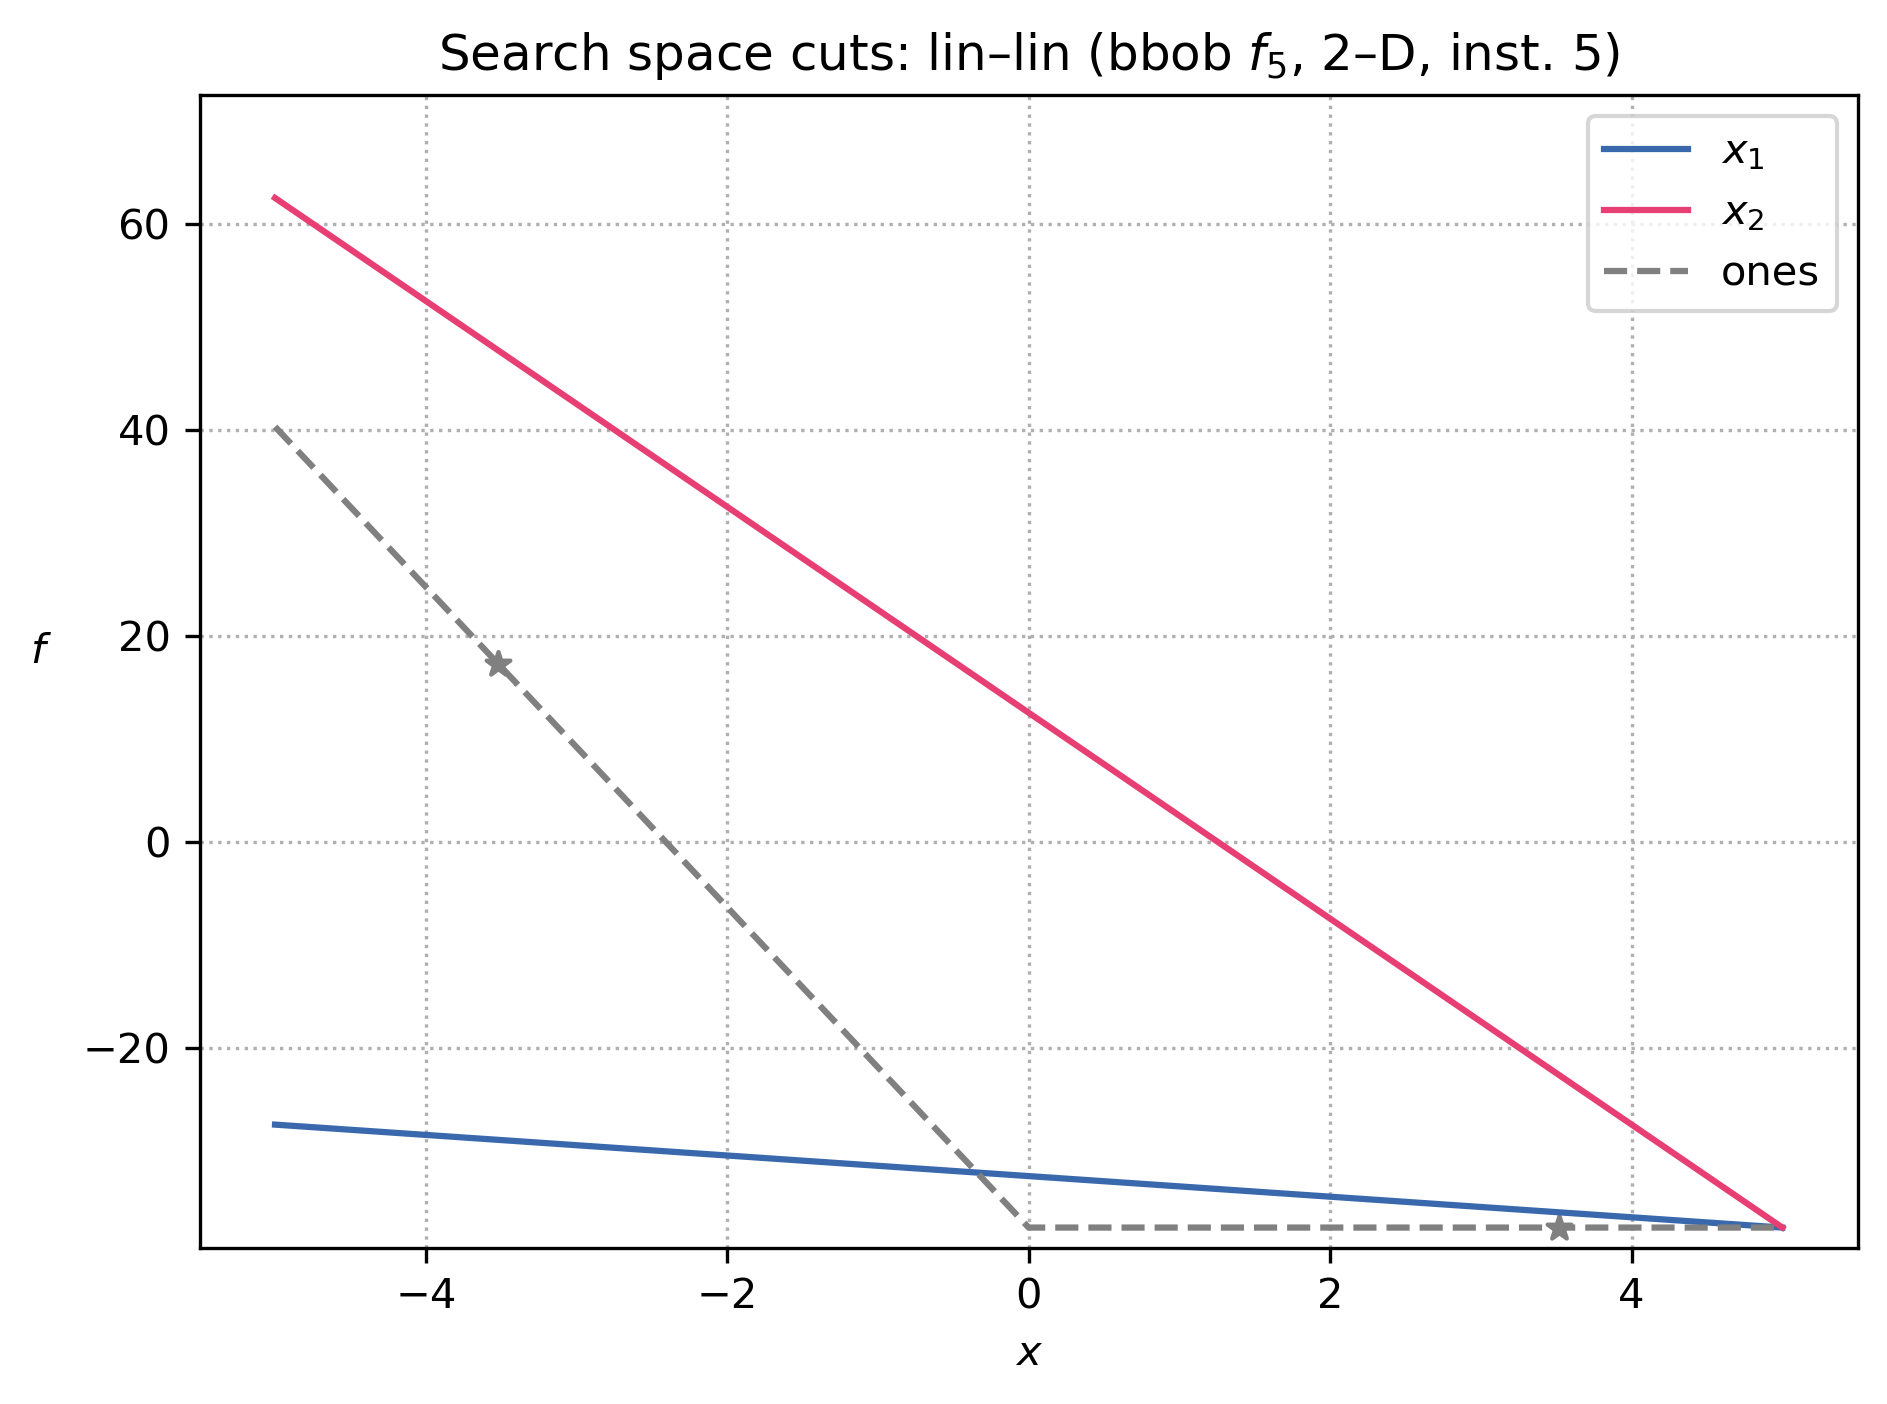 Search space cuts: lin–lin (bbob f₅, 2–D, inst. 5)
x₁
x₂
ones
f
60
40
20
0
−20
−4
−2
0
2
4
x